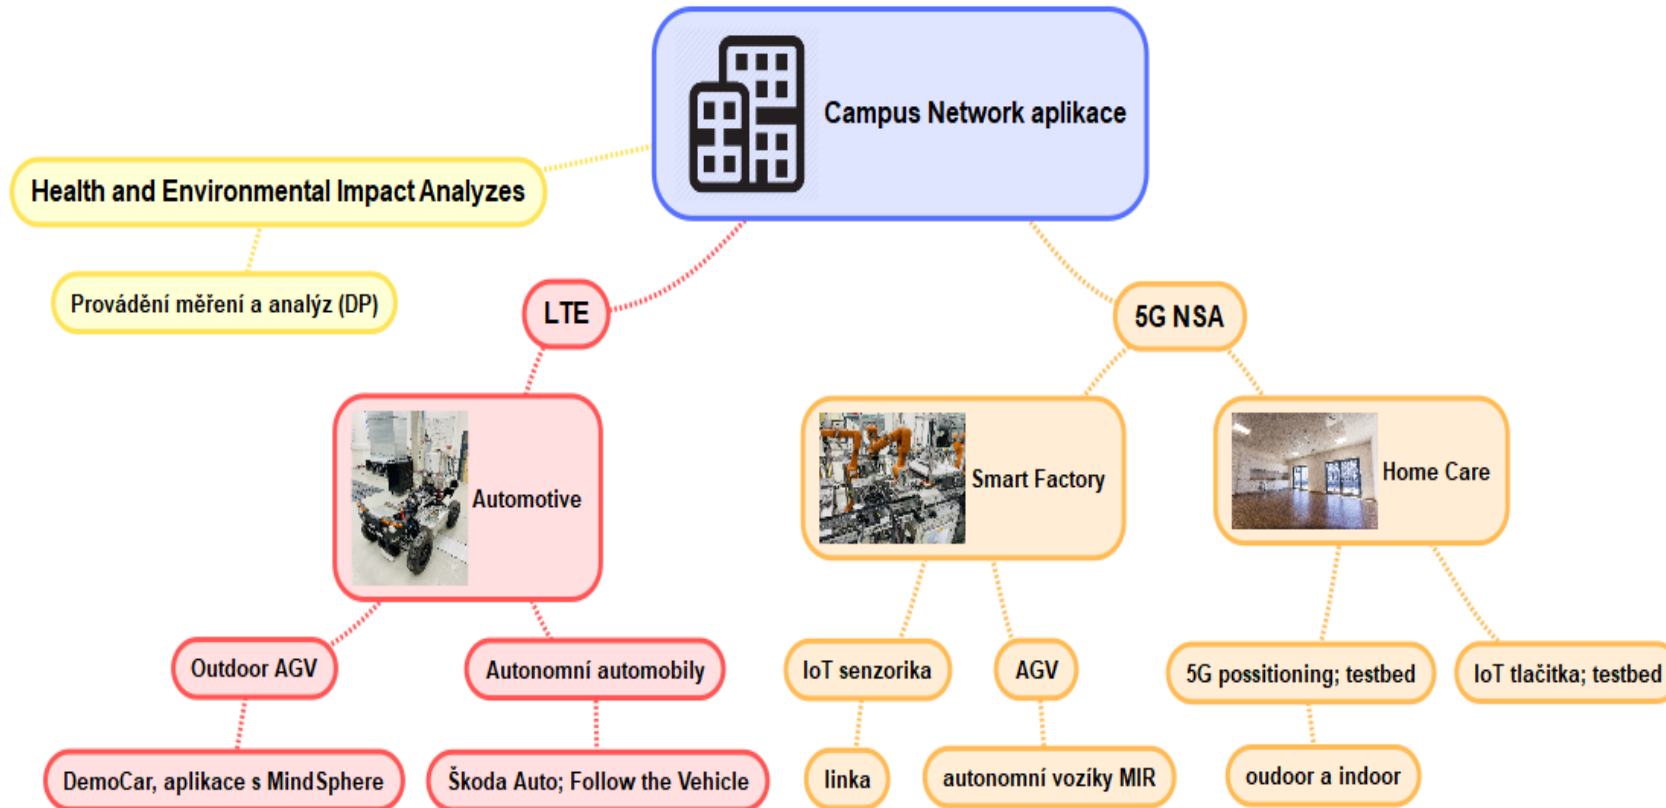 Campus Network aplikace
Health and Environmental Impact Analyzes
Provádění měření a analýz (DP)
LTE
5G NSA
Automotive
Smart Factory
Home Care
Outdoor AGV
Autonomní automobily
IoT senzorika
AGV
5G possitioning; testbed
IoT tlačitka; testbed
DemoCar, aplikace s MindSphere
Škoda Auto; Follow the Vehicle
linka
autonomní vozíky MIR
oudoor a indoor